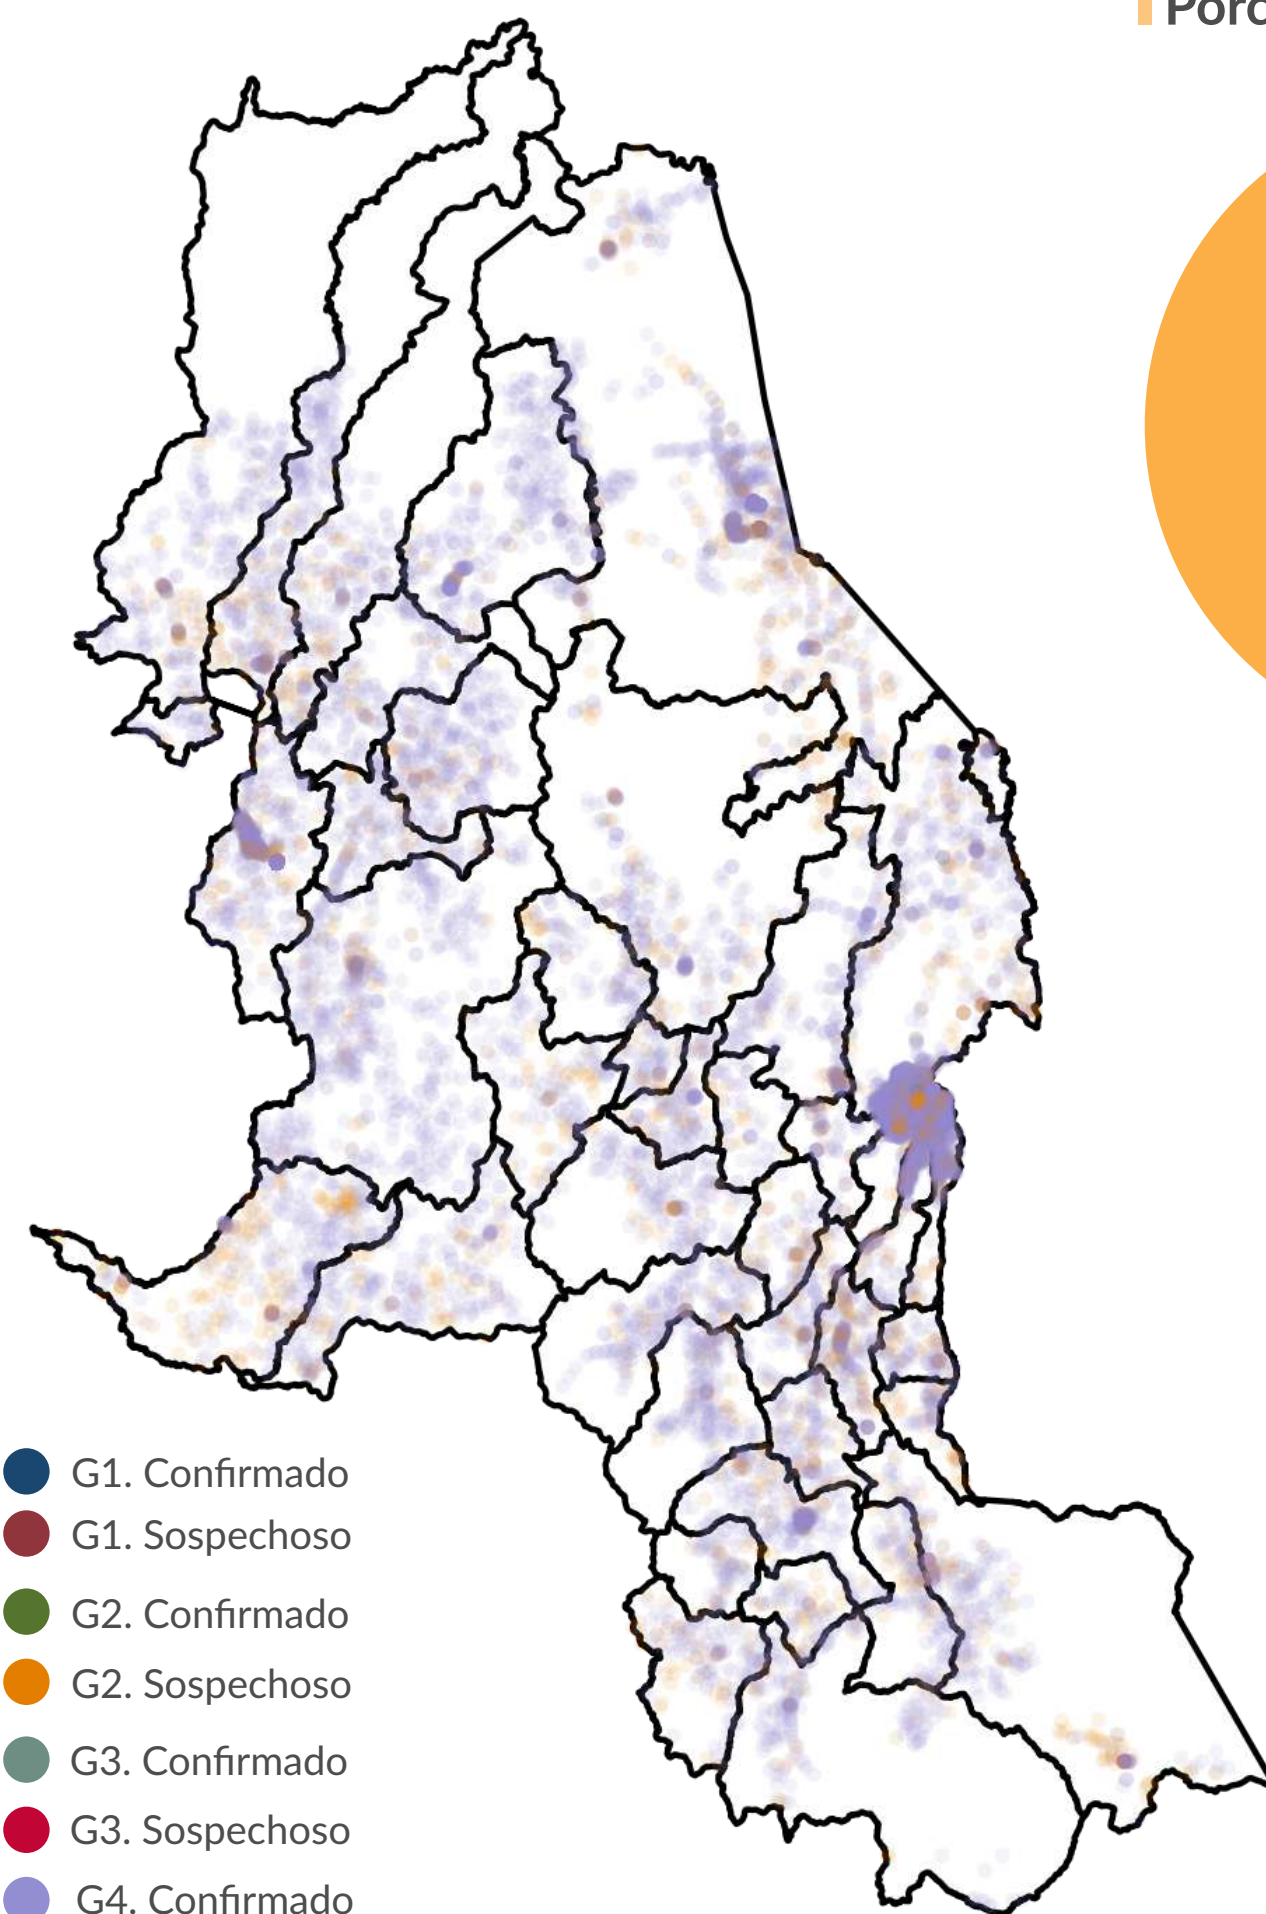 G1. Confirmado
G1. Sospechoso
G2. Confirmado
G2. Sospechoso
G3. Confirmado
G3. Sospechoso
G4. Confirmado